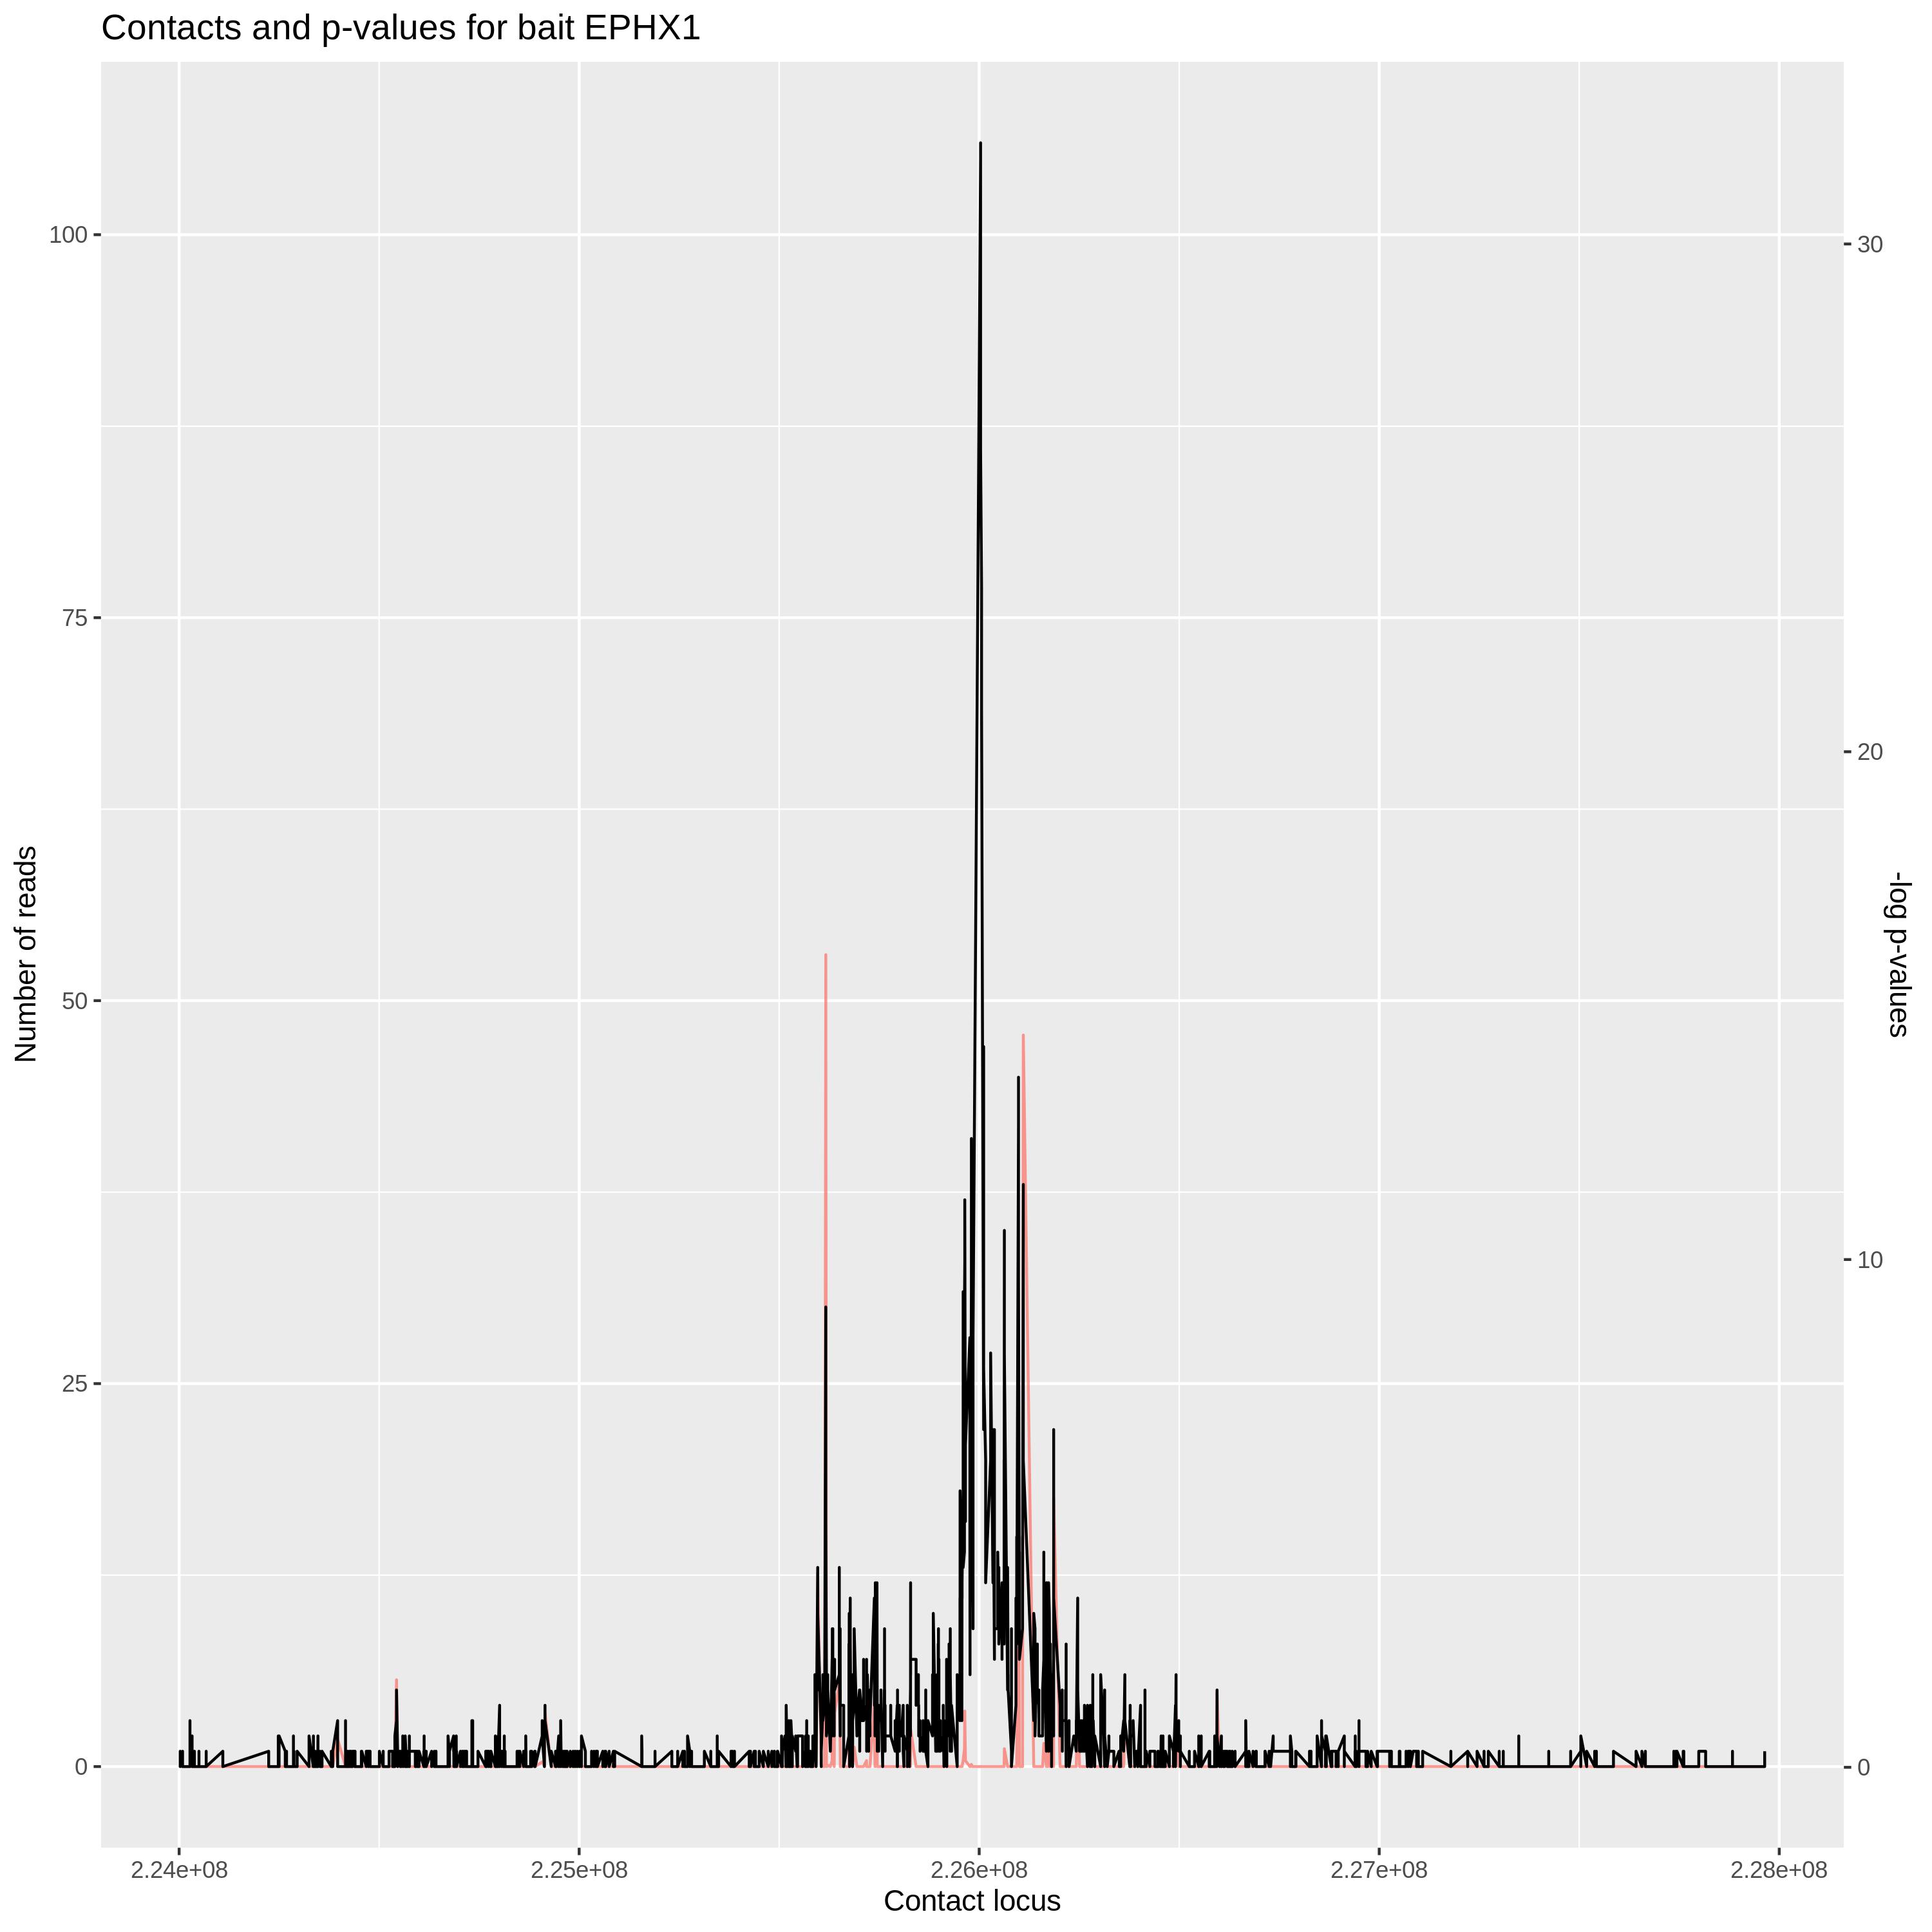 Contacts and p-values for bait EPHX1
100
75
50
25
0
Number of reads
30
20
10
0
-log p-values
2.24e+08
2.25e+08
2.26e+08
2.27e+08
2.28e+08
Contact locus